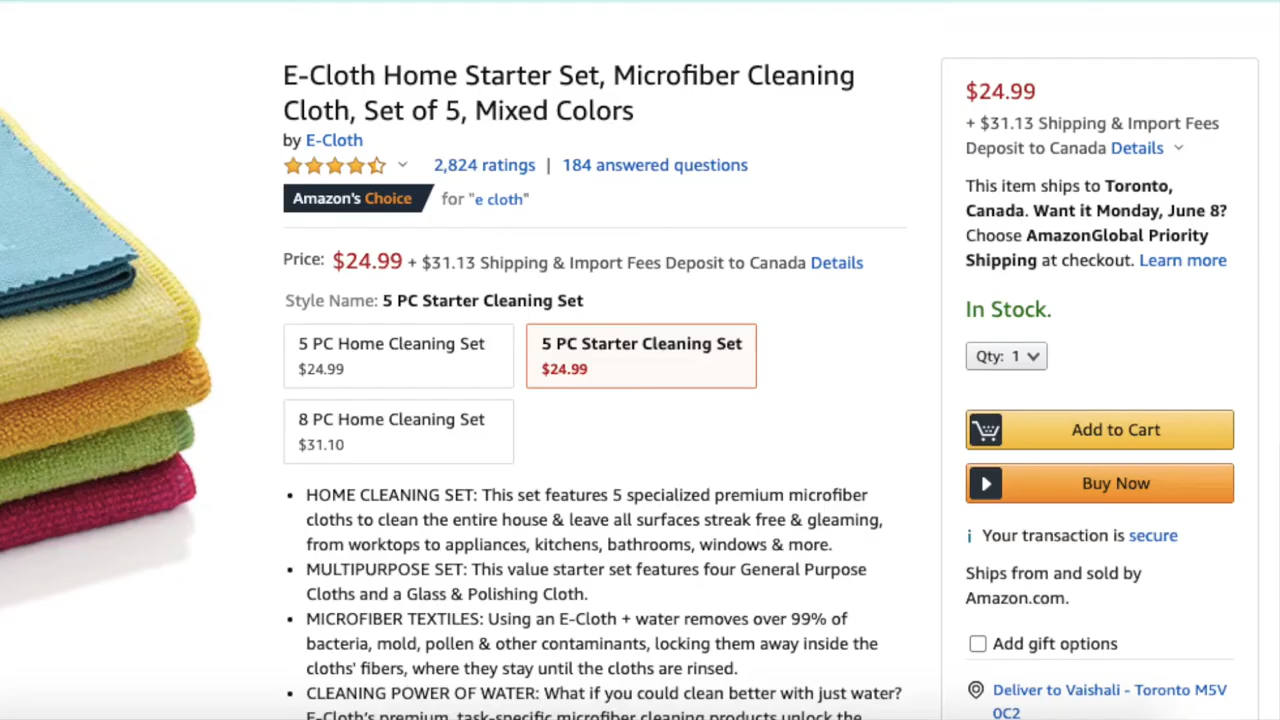 E-Cloth Home Starter Set, Microfiber Cleaning
Cloth, Set of 5, Mixed Colors
by E-Cloth
2,824 ratings | 184 answered questions
Amazon's Choice for "e cloth"
Price: $24.99 + $31.13 Shipping & Import Fees Deposit to Canada Details
Style Name: 5 PC Starter Cleaning Set
5 PC Home Cleaning Set
$24.99
5 PC Starter Cleaning Set
$24.99
8 PC Home Cleaning Set
$31.10
• HOME CLEANING SET: This set features 5 specialized premium microfiber
cloths to clean the entire house & leave all surfaces streak free & gleaming,
from worktops to appliances, kitchens, bathrooms, windows & more.
• MULTIPURPOSE SET: This value starter set features four General Purpose
Cloths and a Glass & Polishing Cloth.
• MICROFIBER TEXTILES: Using an E-Cloth + water removes over 99% of
bacteria, mold, pollen & other contaminants, locking them away inside the
cloths' fibers, where they stay until the cloths are rinsed.
• CLEANING POWER OF WATER: What if you could clean better with just water?
E-Cloth's premium, task-specific microfiber cleaning products unlock the
$24.99
+ $31.13 Shipping & Import Fees
Deposit to Canada Details
This item ships to Toronto,
Canada. Want it Monday, June 8?
Choose AmazonGlobal Priority
Shipping at checkout. Learn more
In Stock.
Qty: 1
Add to Cart
Buy Now
Your transaction is secure
Ships from and sold by
Amazon.com.
Add gift options
Deliver to Vaishali - Toronto M5V
0C2